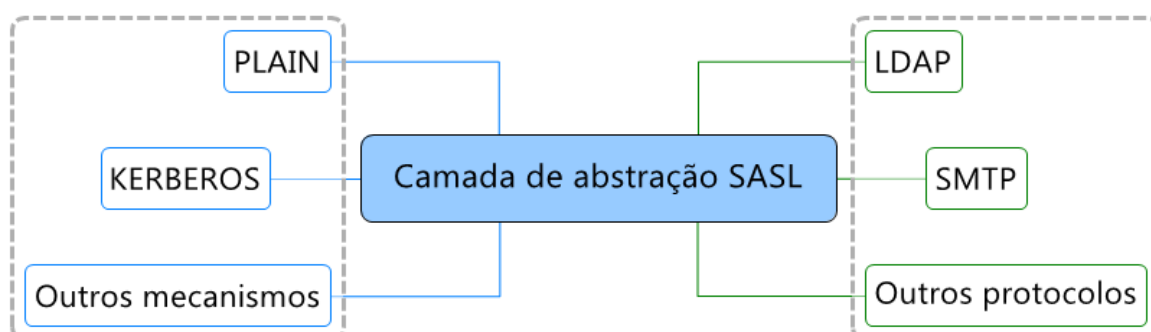 PLAIN
LDAP
KERBEROS
Camada de abstração SASL
SMTP
Outros mecanismos
Outros protocolos